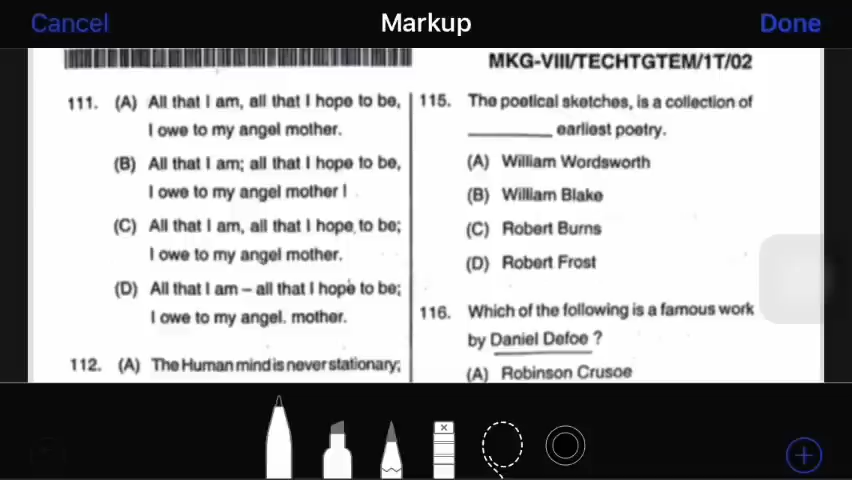 Cancel
Markup
Done
MKG-VIII/TECHTGTEM/1T/02
111. (A) All that I am, all that I hope to be,
I owe to my angel mother.
(B) All that I am; all that I hope to be,
I owe to my angel mother !
(C) All that I am, all that I hope to be;
I owe to my angel mother.
(D) All that I am – all that I hope to be;
I owe to my angel. mother.
112. (A) The Human mind is never stationary;
115. The poetical sketches, is a collection of
________ earliest poetry.
(A) William Wordsworth
(B) William Blake
(C) Robert Burns
(D) Robert Frost
116. Which of the following is a famous work
by Daniel Defoe ?
(A) Robinson Crusoe